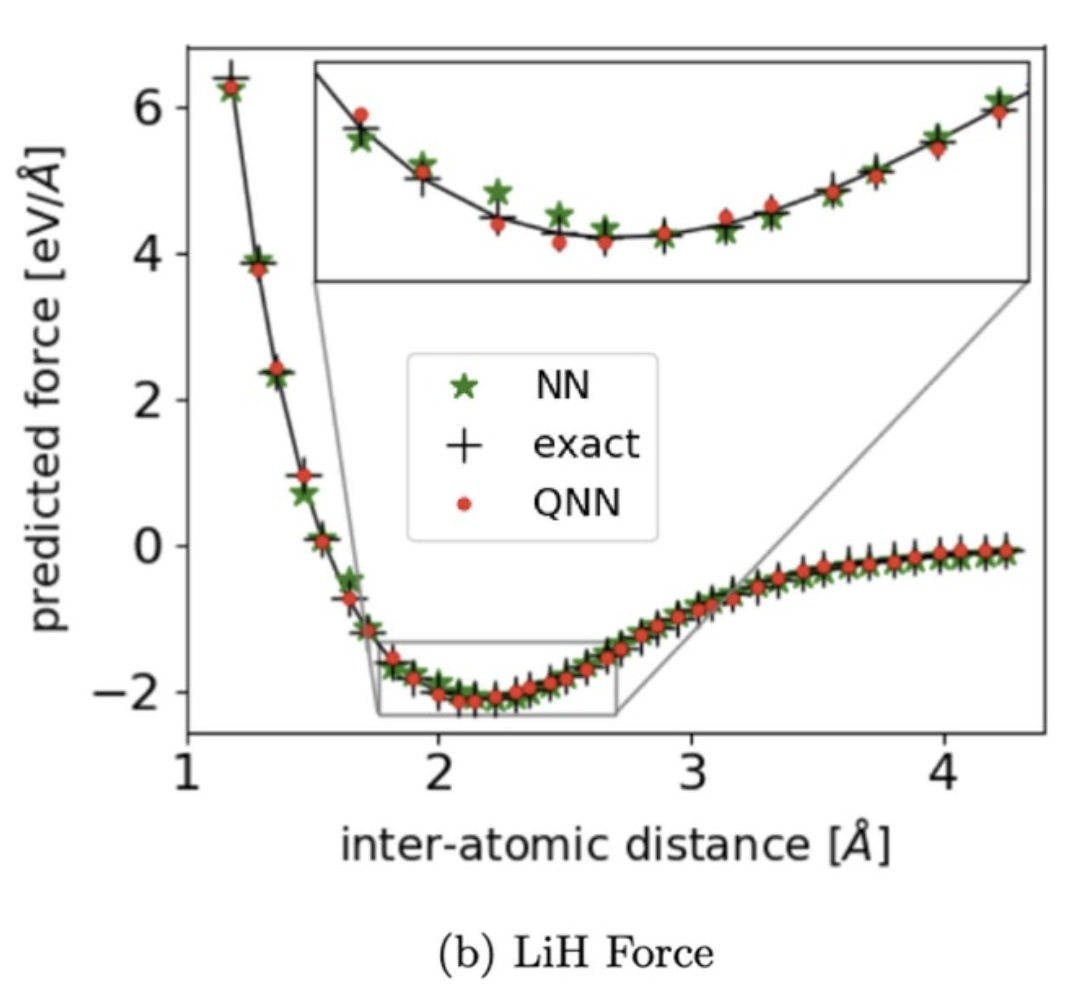 predicted force [eV/Å]
6
4
2
0
−2
NN
exact
QNN
1 2 3 4
inter-atomic distance [Å]
(b) LiH Force